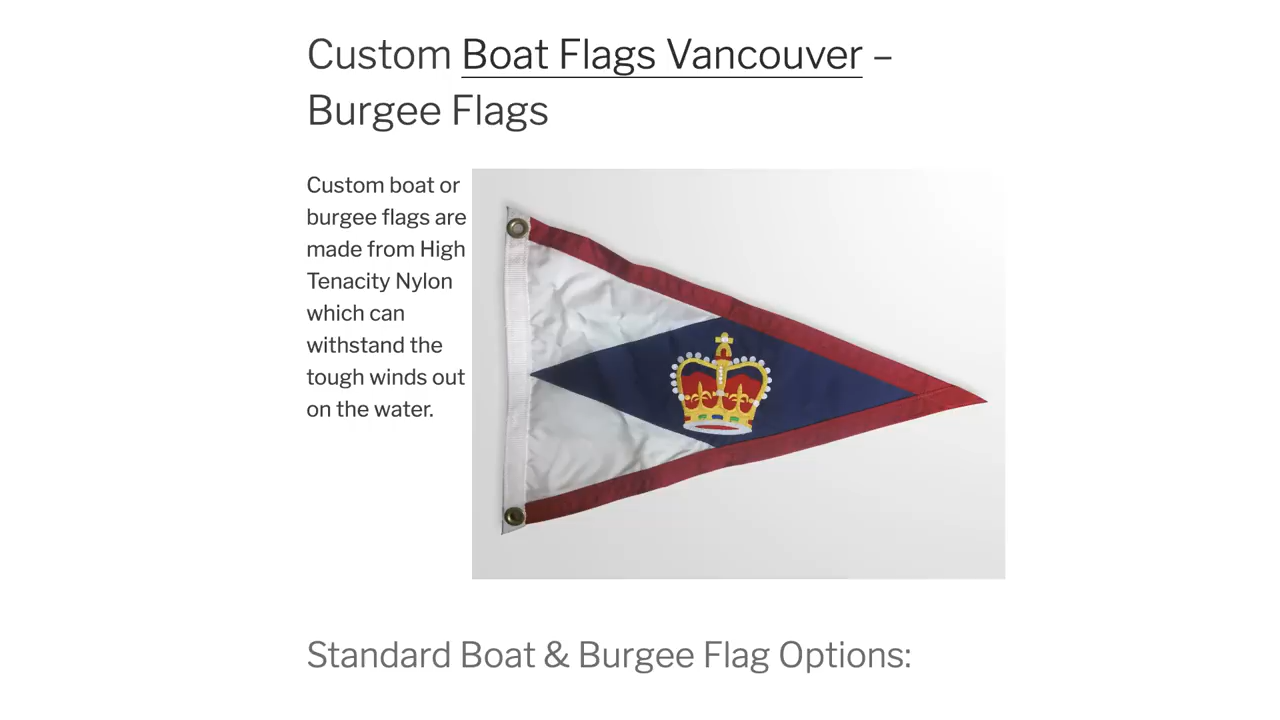 Custom Boat Flags Vancouver –
Burgee Flags
Custom boat or
burgee flags are
made from High
Tenacity Nylon
which can
withstand the
tough winds out
on the water.
Standard Boat & Burgee Flag Options: